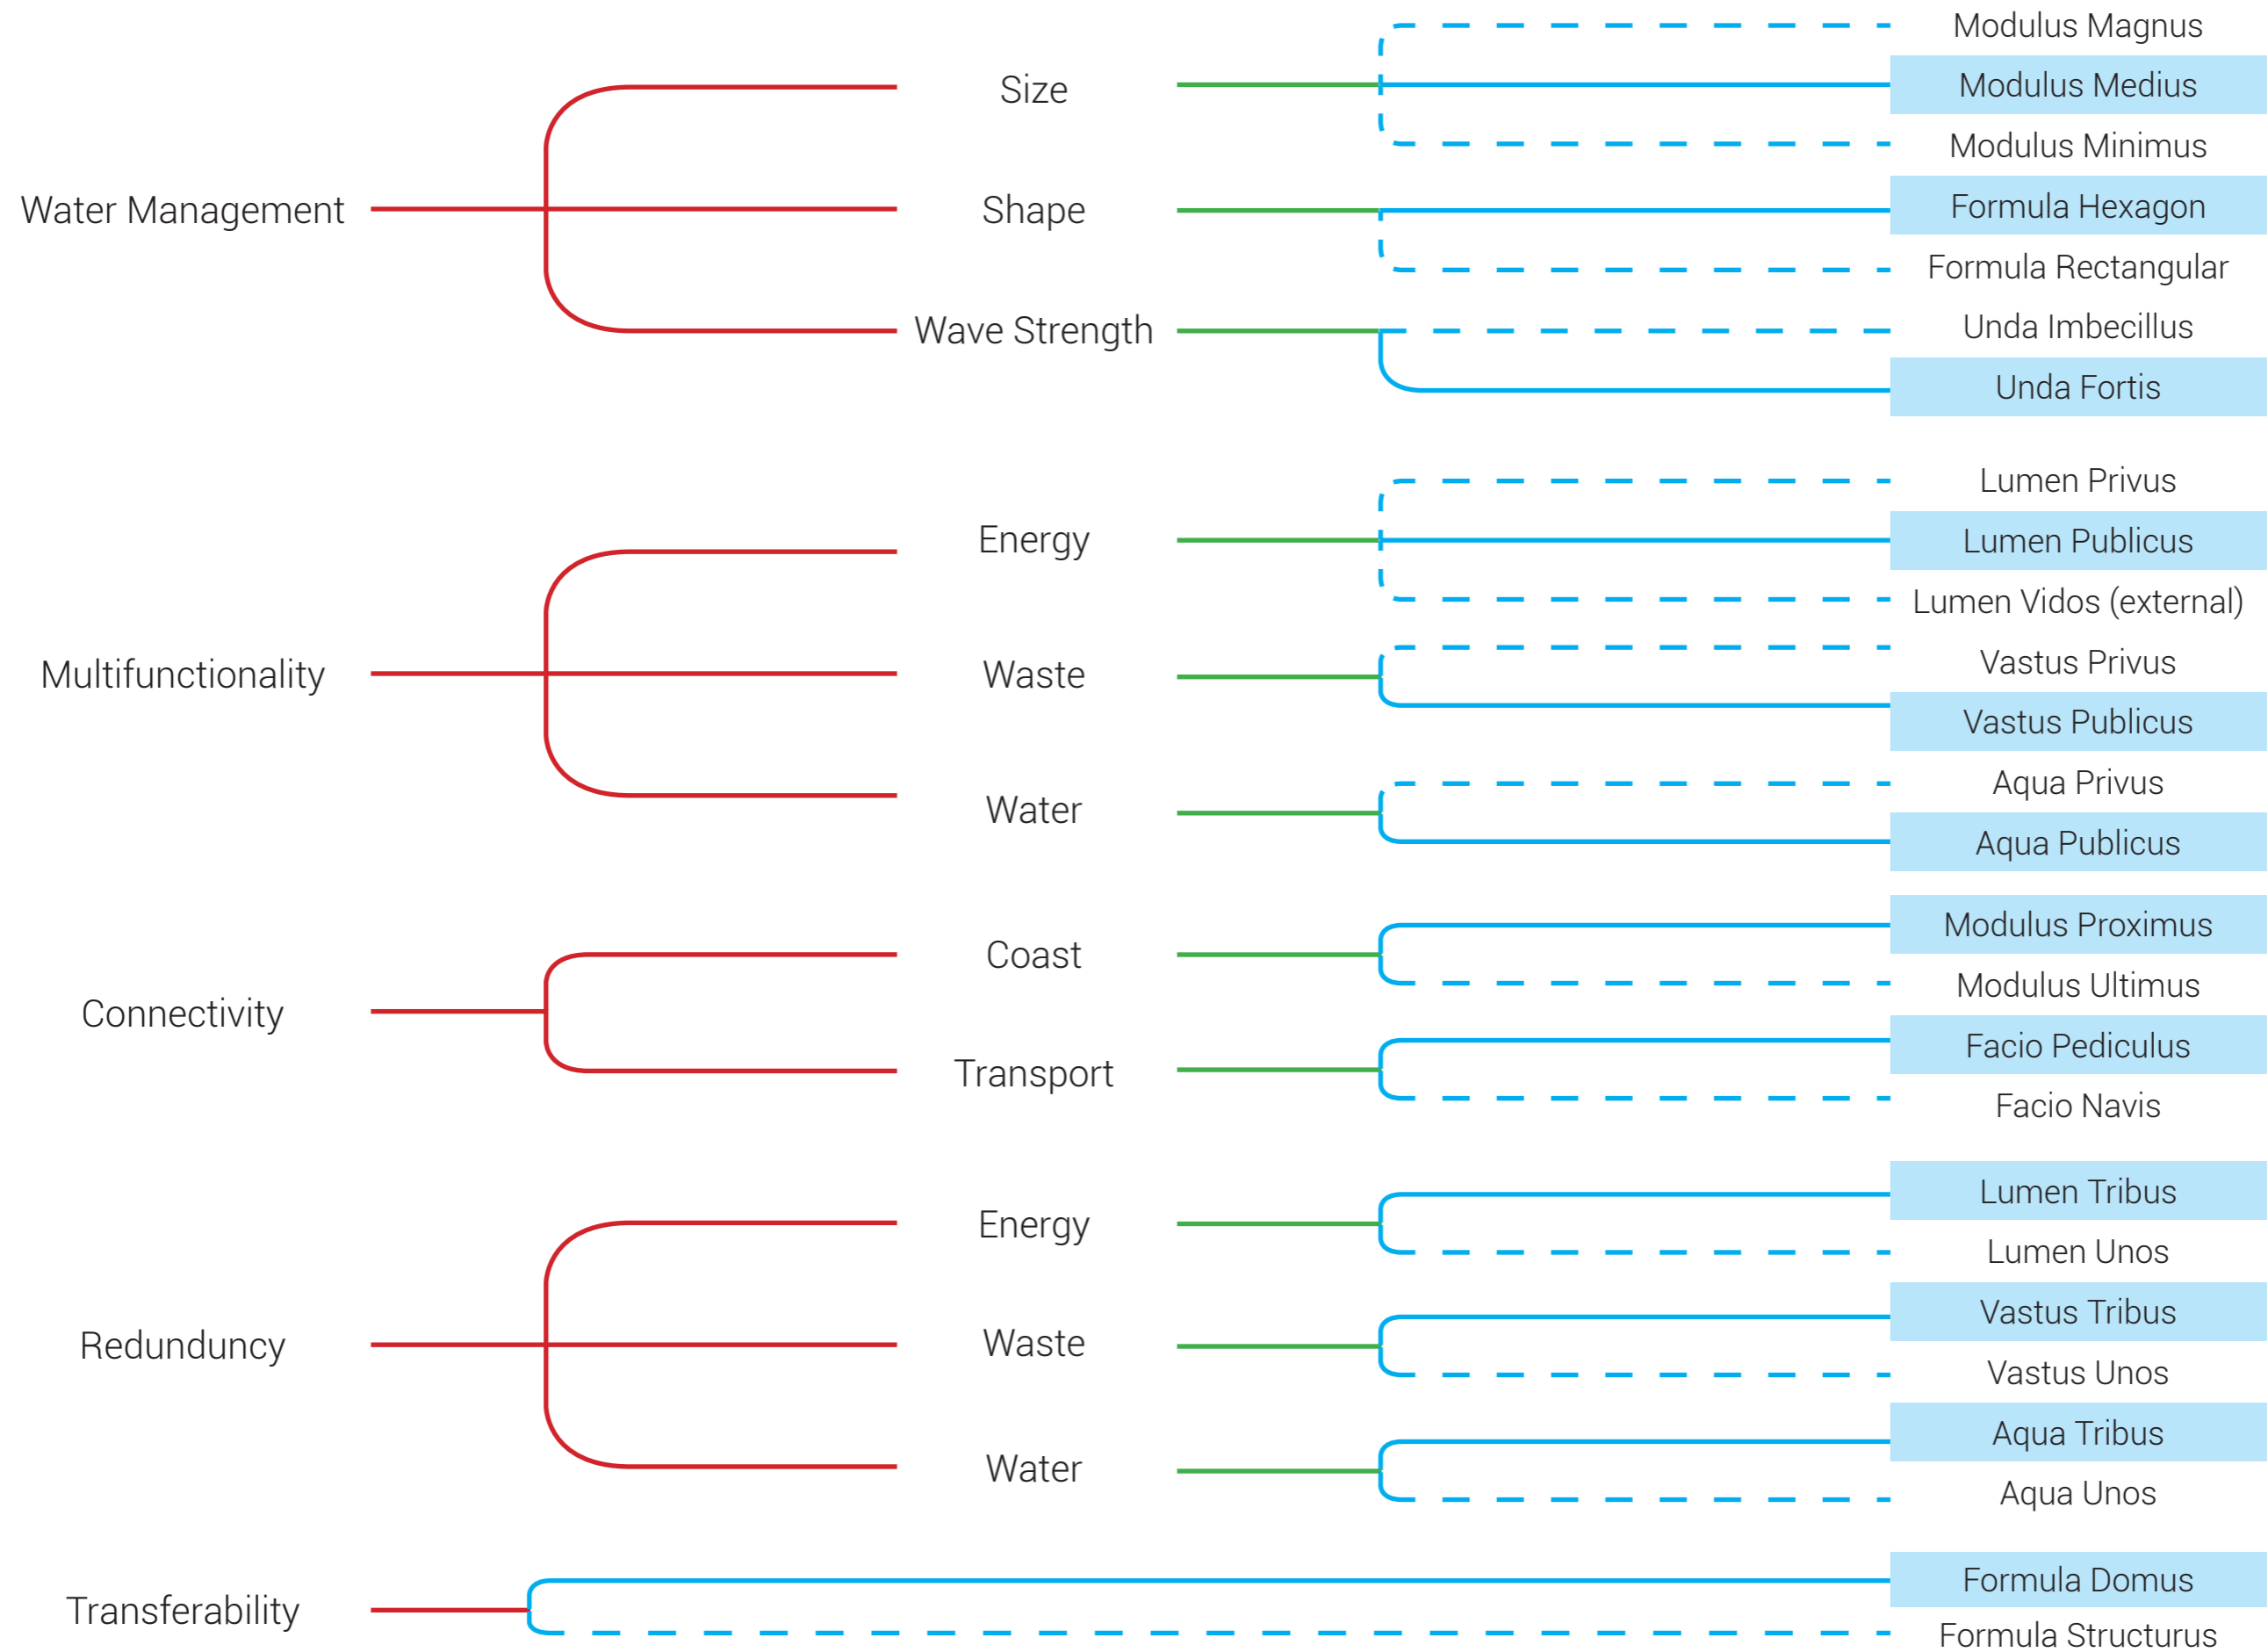 Water Management
Size
Modulus Magnus
Modulus Medius
Modulus Minimus
Shape
Formula Hexagon
Formula Rectangular
Wave Strength
Unda Imbecillus
Unda Fortis
Multifunctionality
Energy
Lumen Privus
Lumen Publicus
Lumen Vidos (external)
Waste
Vastus Privus
Vastus Publicus
Water
Aqua Privus
Aqua Publicus
Connectivity
Coast
Modulus Proximus
Modulus Ultimus
Transport
Facio Pediculus
Facio Navis
Redunduncy
Energy
Lumen Tribus
Lumen Unos
Waste
Vastus Tribus
Vastus Unos
Water
Aqua Tribus
Aqua Unos
Transferability
Formula Domus
Formula Structurus